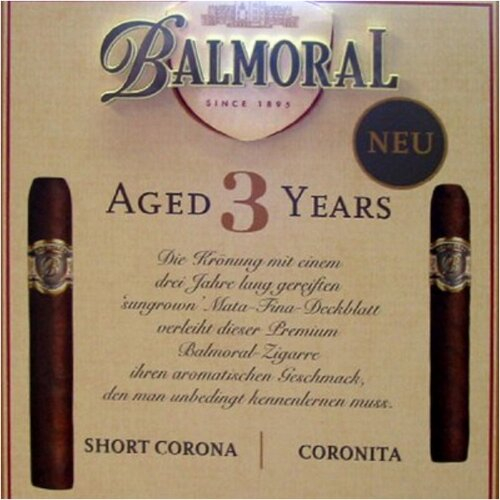 BALMORAL
SINCE 1895
NEU
AGED 3 YEARS
Die Krönung mit einem
drei Jahre lang gereiften
'sungrown' Mata-Fina-Deckblatt
verleiht dieser Premium
Balmoral-Zigarre
ihren aromatischen Geschmack,
den man unbedingt kennenlernen muss.
SHORT CORONA | CORONITA